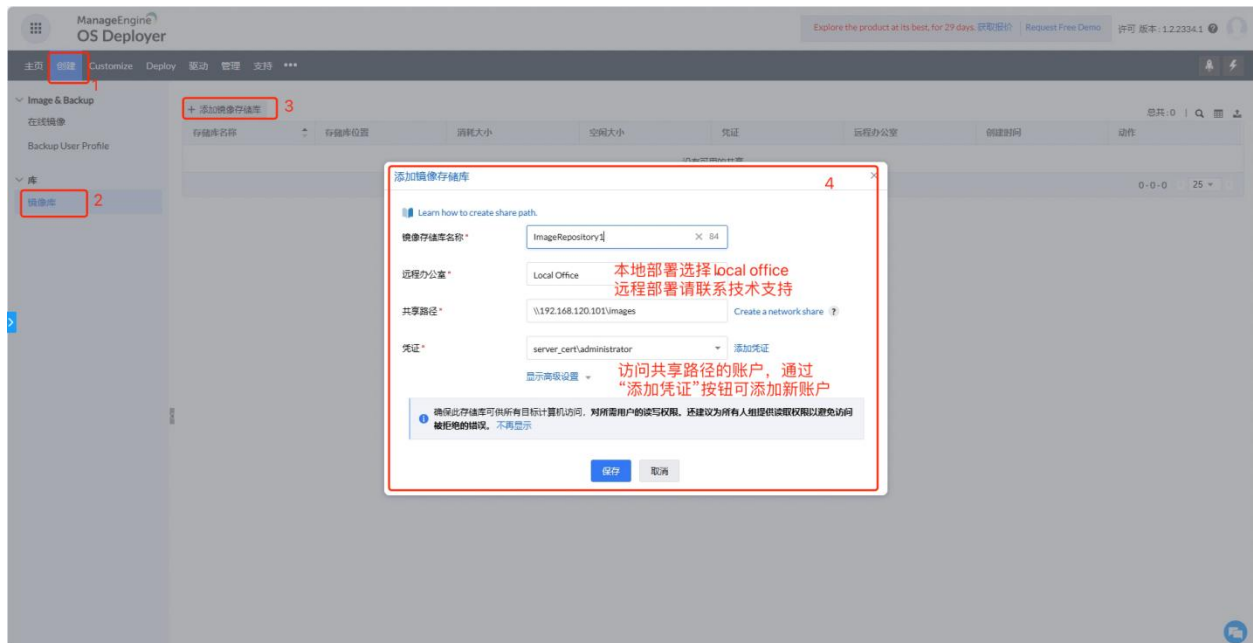 ManageEngine
OS Deployer
Explore the product at its best, for 29 days. 获取报价 | Request Free Demo
许可 版本 : 1.2.2334.1
主页 创建 Customize Deploy 驱动 管理 支持 •••
1
Image & Backup
在线镜像
Backup User Profile
库
镜像库 2
+ 添加镜像存储库 3
总共: 0
存储库名称 存储库位置 消耗大小 空间大小 凭证 远程办公室 创建时间 动作
没有可用的共享
0-0-0 25
添加镜像存储库 4
Learn how to create share path.
镜像存储库名称* ImageRepository1 84
远程办公室* Local Office
本地部署选择local office
远程部署请联系技术支持
共享路径* \\192.168.120.101\images Create a network share ?
凭证* server_cert\administrator 添加凭证
显示高级设置
访问共享路径的账户，通过
“添加凭证”按钮可添加新账户
确保此存储库可供所有目标计算机访问，对所需用户的读写权限。还建议为所有人组提供读取权限以避免访问
被拒绝的错误。 不再显示
保存 取消